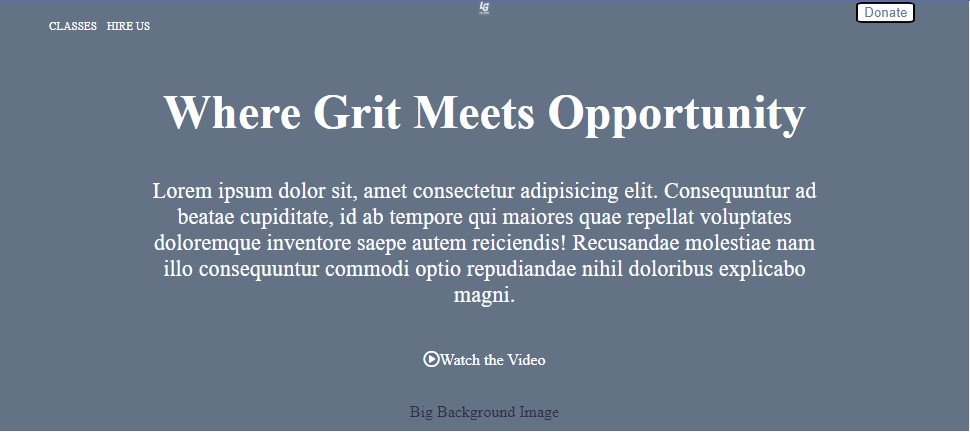 CLASSES HIRE US
Donate
Where Grit Meets Opportunity
Lorem ipsum dolor sit, amet consectetur adipisicing elit. Consequuntur ad
beatae cupiditate, id ab tempore qui maiores quae repellat voluptates
doloremque inventore saepe autem reiciendis! Recusandae molestiae nam
illo consequuntur commodi optio repudiandae nihil doloribus explicabo
magni.
Watch the Video
Big Background Image